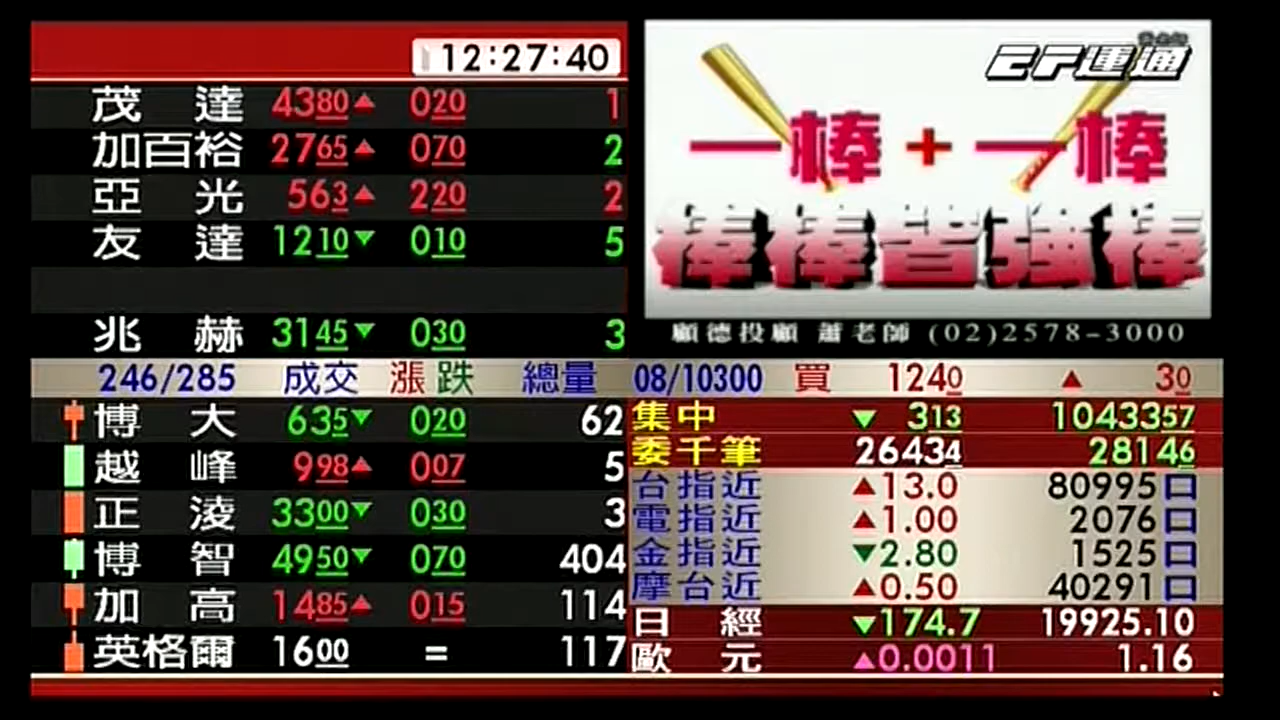 12:27:40
茂達 4380▲ 020 1
加百裕 2765▲ 070 2
亞光 563▲ 220 2
友達 1210▼ 010 5
兆赫 3145▼ 030 3
246/285 成交 漲跌 總量
博大 635▼ 020 62
越峰 998▲ 007 5
正淩 3300▼ 030 3
博智 4950▼ 070 404
加高 1485▲ 015 114
英格爾 1600 = 117
運通
一棒+一棒
棒棒皆強棒
顧德投顧 蕭老師 (02)2578-3000
08/10300 買 1240 ▲ 30
集中 ▼ 313 1043357
委千筆 26434 28146
台指近 ▲13.0 80995口
電指近 ▲1.00 2076口
金指近 ▼2.80 1525口
摩台近 ▲0.50 40291口
日經 ▼174.7 19925.10
歐元 ▲0.0011 1.16